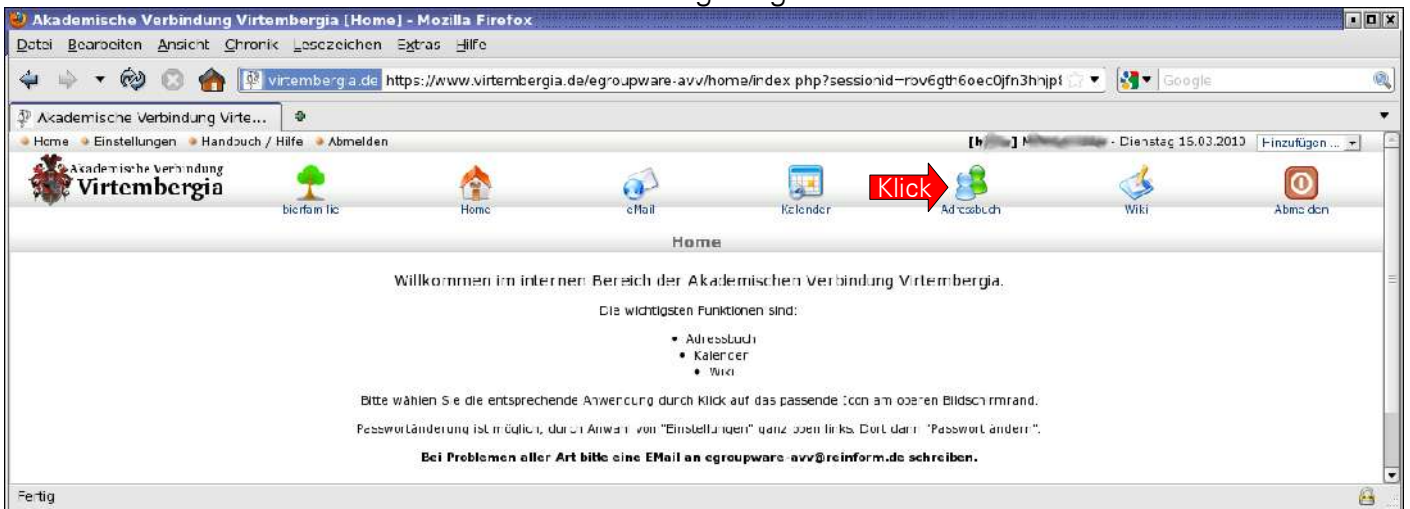 Akademische Verbindung Virtembergia [Home] - Mozilla Firefox
Datei Bearbeiten Ansicht Chronik Lesezeichen Extras Hilfe
virtembergia.de https://www.virtembergia.de/egroupware-avv/home/index.php?sessionid= Google
Akademische Verbindung Virte...
Home Einstellungen Handbuch / Hilfe Abmelden - Dienstag 16.03.2010 Hinzufügen ...
Akademische Verbindung
Virtembergia
Klick
bierfamilie Home eMail Kalender Adressbuch Wiki Abmelden
Home
Willkommen im internen Bereich der Akademischen Verbindung Virtembergia.
Die wichtigsten Funktionen sind:
• Adressbuch
• Kalender
• Wiki
Bitte wählen Sie die entsprechende Anwendung durch Klick auf das passende Icon am oberen Bildschirmrand.
Passwortänderung ist möglich, durch Anwahl von "Einstellungen" ganz oben links. Dort dann "Passwort ändern".
Bei Problemen aller Art bitte eine EMail an egroupware-avv@reinform.de schreiben.
Fertig